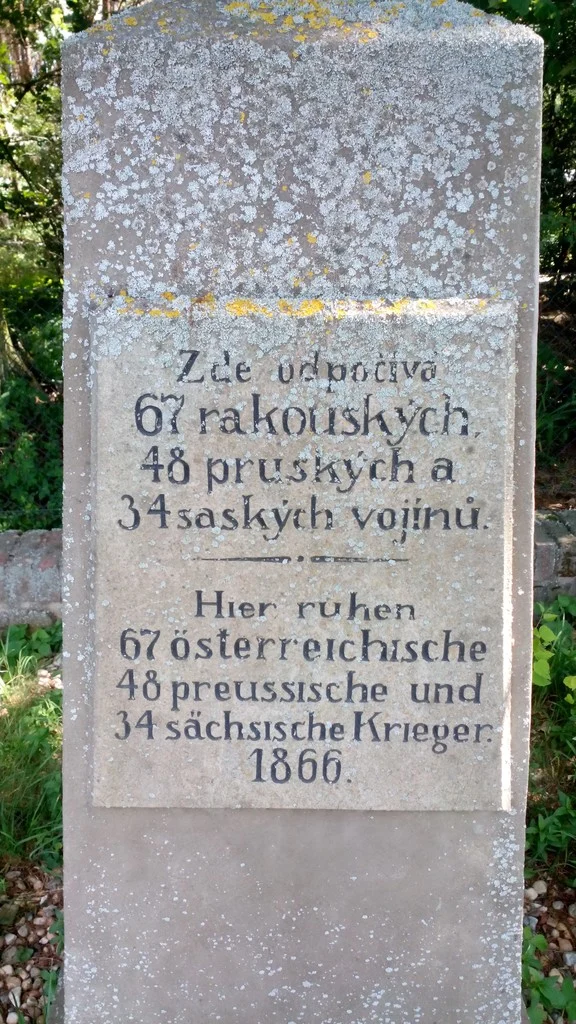 Zde odpočívá
67 rakouských,
48 pruských a
34 saských vojínů.
Hier ruhen
67 österreichische
48 preussische und
34 sächsische Krieger.
1866.